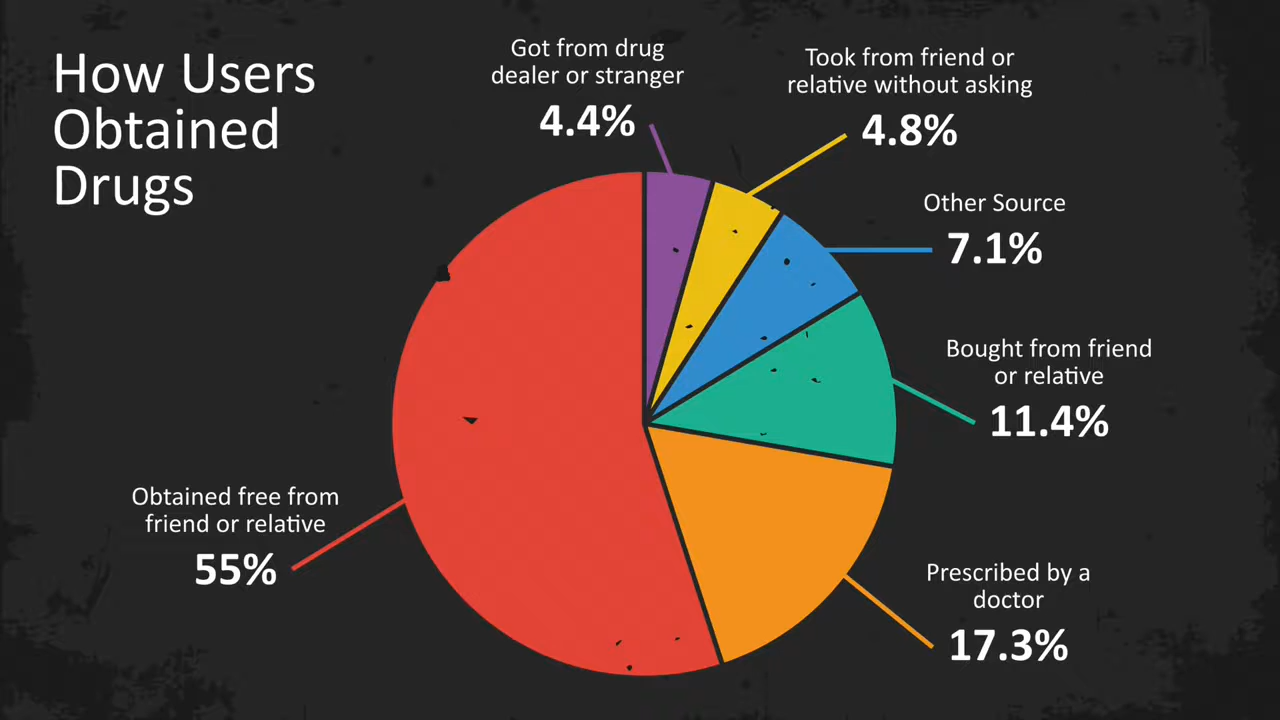 How Users
Obtained
Drugs
Got from drug
dealer or stranger
4.4%
Took from friend or
relative without asking
4.8%
Other Source
7.1%
Bought from friend
or relative
11.4%
Prescribed by a
doctor
17.3%
Obtained free from
friend or relative
55%